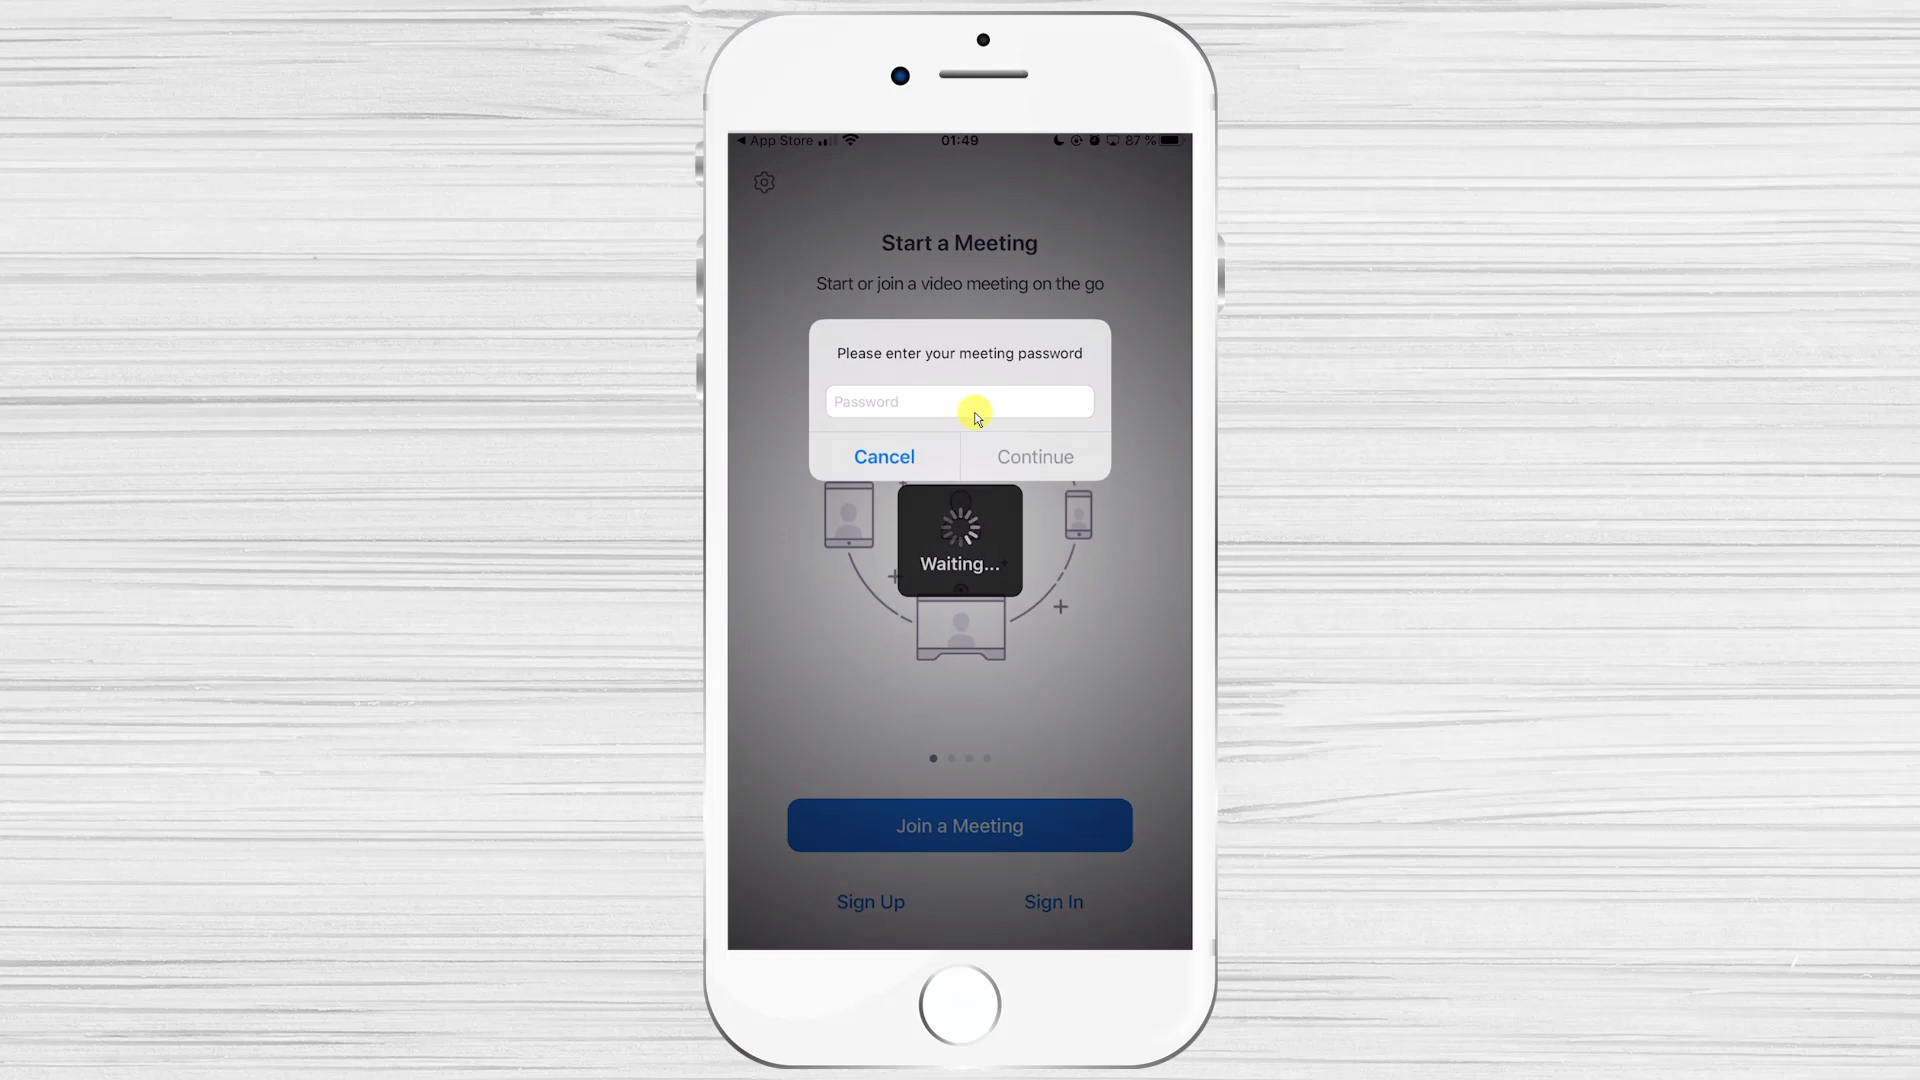 ◀ App Store 01:49 87 %
Start a Meeting
Start or join a video meeting on the go
Please enter your meeting password
Password
Cancel Continue
Waiting...
Join a Meeting
Sign Up Sign In